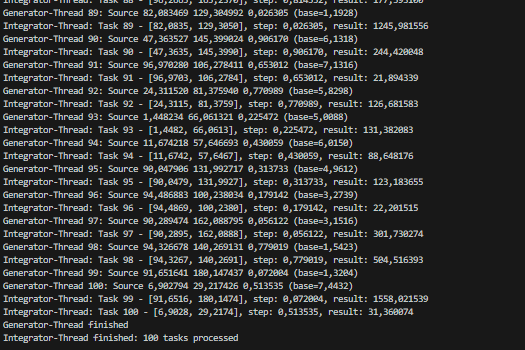 Generator-Thread 89: Source 82,083469 129,304992 0,026305 (base=1,1928)
Integrator-Thread: Task 89 - [82,0835, 129,3050], step: 0,026305, result: 1245,981556
Generator-Thread 90: Source 47,363527 145,399024 0,906170 (base=6,1318)
Integrator-Thread: Task 90 - [47,3635, 145,3990], step: 0,906170, result: 244,420048
Generator-Thread 91: Source 96,970280 106,278411 0,653012 (base=7,1316)
Integrator-Thread: Task 91 - [96,9703, 106,2784], step: 0,653012, result: 21,894339
Generator-Thread 92: Source 24,311520 81,375940 0,770989 (base=5,8298)
Integrator-Thread: Task 92 - [24,3115, 81,3759], step: 0,770989, result: 126,681583
Generator-Thread 93: Source 1,448234 66,061321 0,225472 (base=5,0088)
Integrator-Thread: Task 93 - [1,4482, 66,0613], step: 0,225472, result: 131,382083
Generator-Thread 94: Source 11,674218 57,646693 0,430059 (base=6,0150)
Integrator-Thread: Task 94 - [11,6742, 57,6467], step: 0,430059, result: 88,648176
Generator-Thread 95: Source 90,047906 131,992717 0,313733 (base=4,9612)
Integrator-Thread: Task 95 - [90,0479, 131,9927], step: 0,313733, result: 123,183655
Generator-Thread 96: Source 94,486883 100,238034 0,179142 (base=3,2739)
Integrator-Thread: Task 96 - [94,4869, 100,2380], step: 0,179142, result: 22,201515
Generator-Thread 97: Source 90,289474 162,088795 0,056122 (base=3,1516)
Integrator-Thread: Task 97 - [90,2895, 162,0888], step: 0,056122, result: 301,730274
Generator-Thread 98: Source 94,326678 140,269131 0,779019 (base=1,5423)
Integrator-Thread: Task 98 - [94,3267, 140,2691], step: 0,779019, result: 504,516393
Generator-Thread 99: Source 91,651641 180,147437 0,072004 (base=1,3204)
Generator-Thread 100: Source 6,902794 29,217426 0,513535 (base=7,4432)
Integrator-Thread: Task 99 - [91,6516, 180,1474], step: 0,072004, result: 1558,021539
Integrator-Thread: Task 100 - [6,9028, 29,2174], step: 0,513535, result: 31,360074
Generator-Thread finished
Integrator-Thread finished: 100 tasks processed